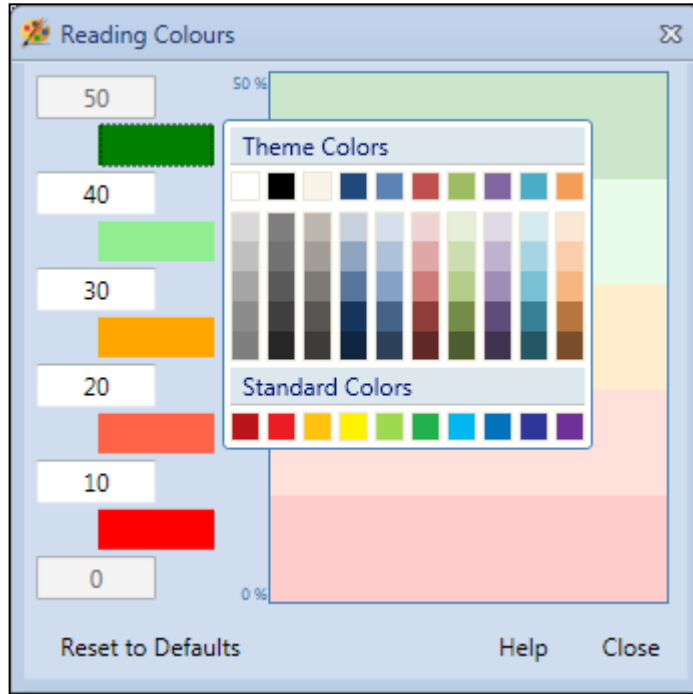 Reading Colours
50
50 %
Theme Colors
40
30
20
Standard Colors
10
0
0 %
Reset to Defaults
Help
Close